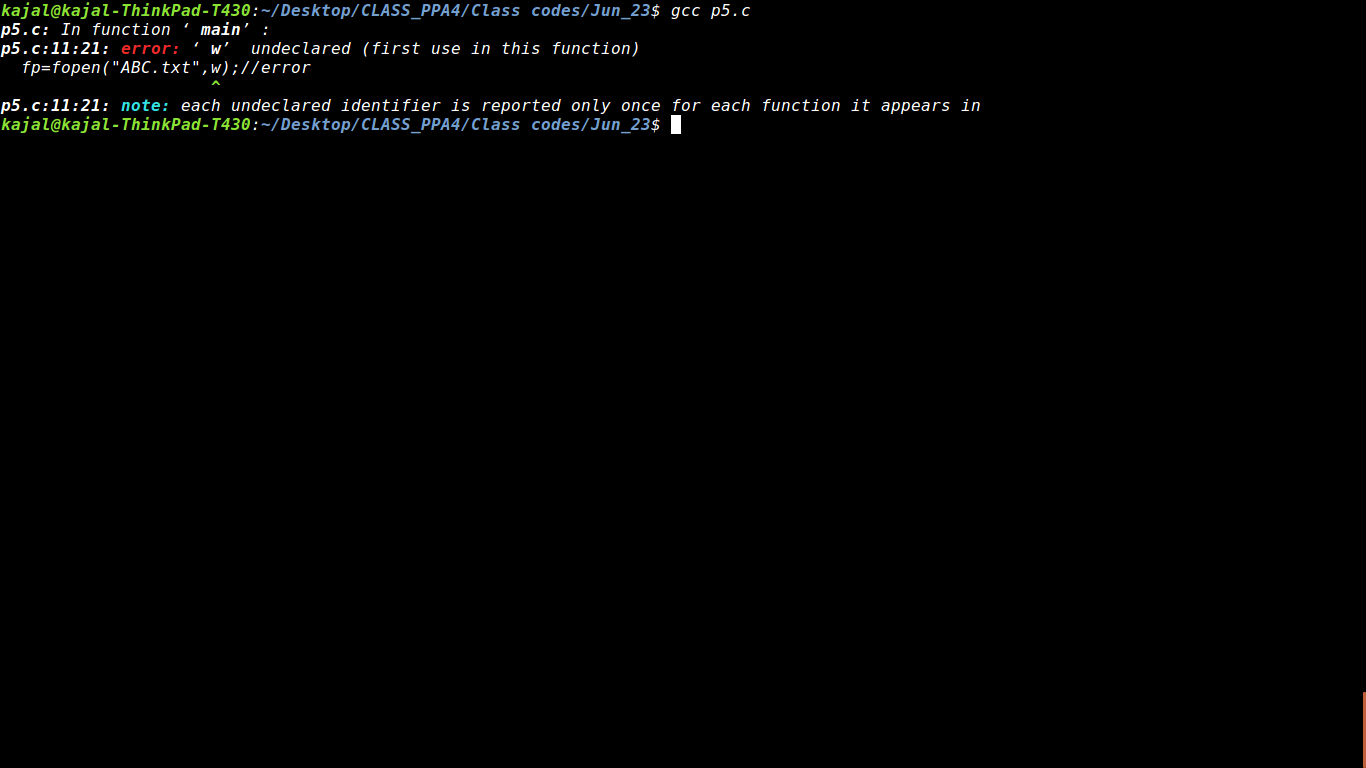 kajal@kajal-ThinkPad-T430:~/Desktop/CLASS_PPA4/Class codes/Jun_23$ gcc p5.c
p5.c: In function ‘ main’ :
p5.c:11:21: error: ‘ w’  undeclared (first use in this function)
  fp=fopen("ABC.txt",w);//error
                     ^
p5.c:11:21: note: each undeclared identifier is reported only once for each function it appears in
kajal@kajal-ThinkPad-T430:~/Desktop/CLASS_PPA4/Class codes/Jun_23$